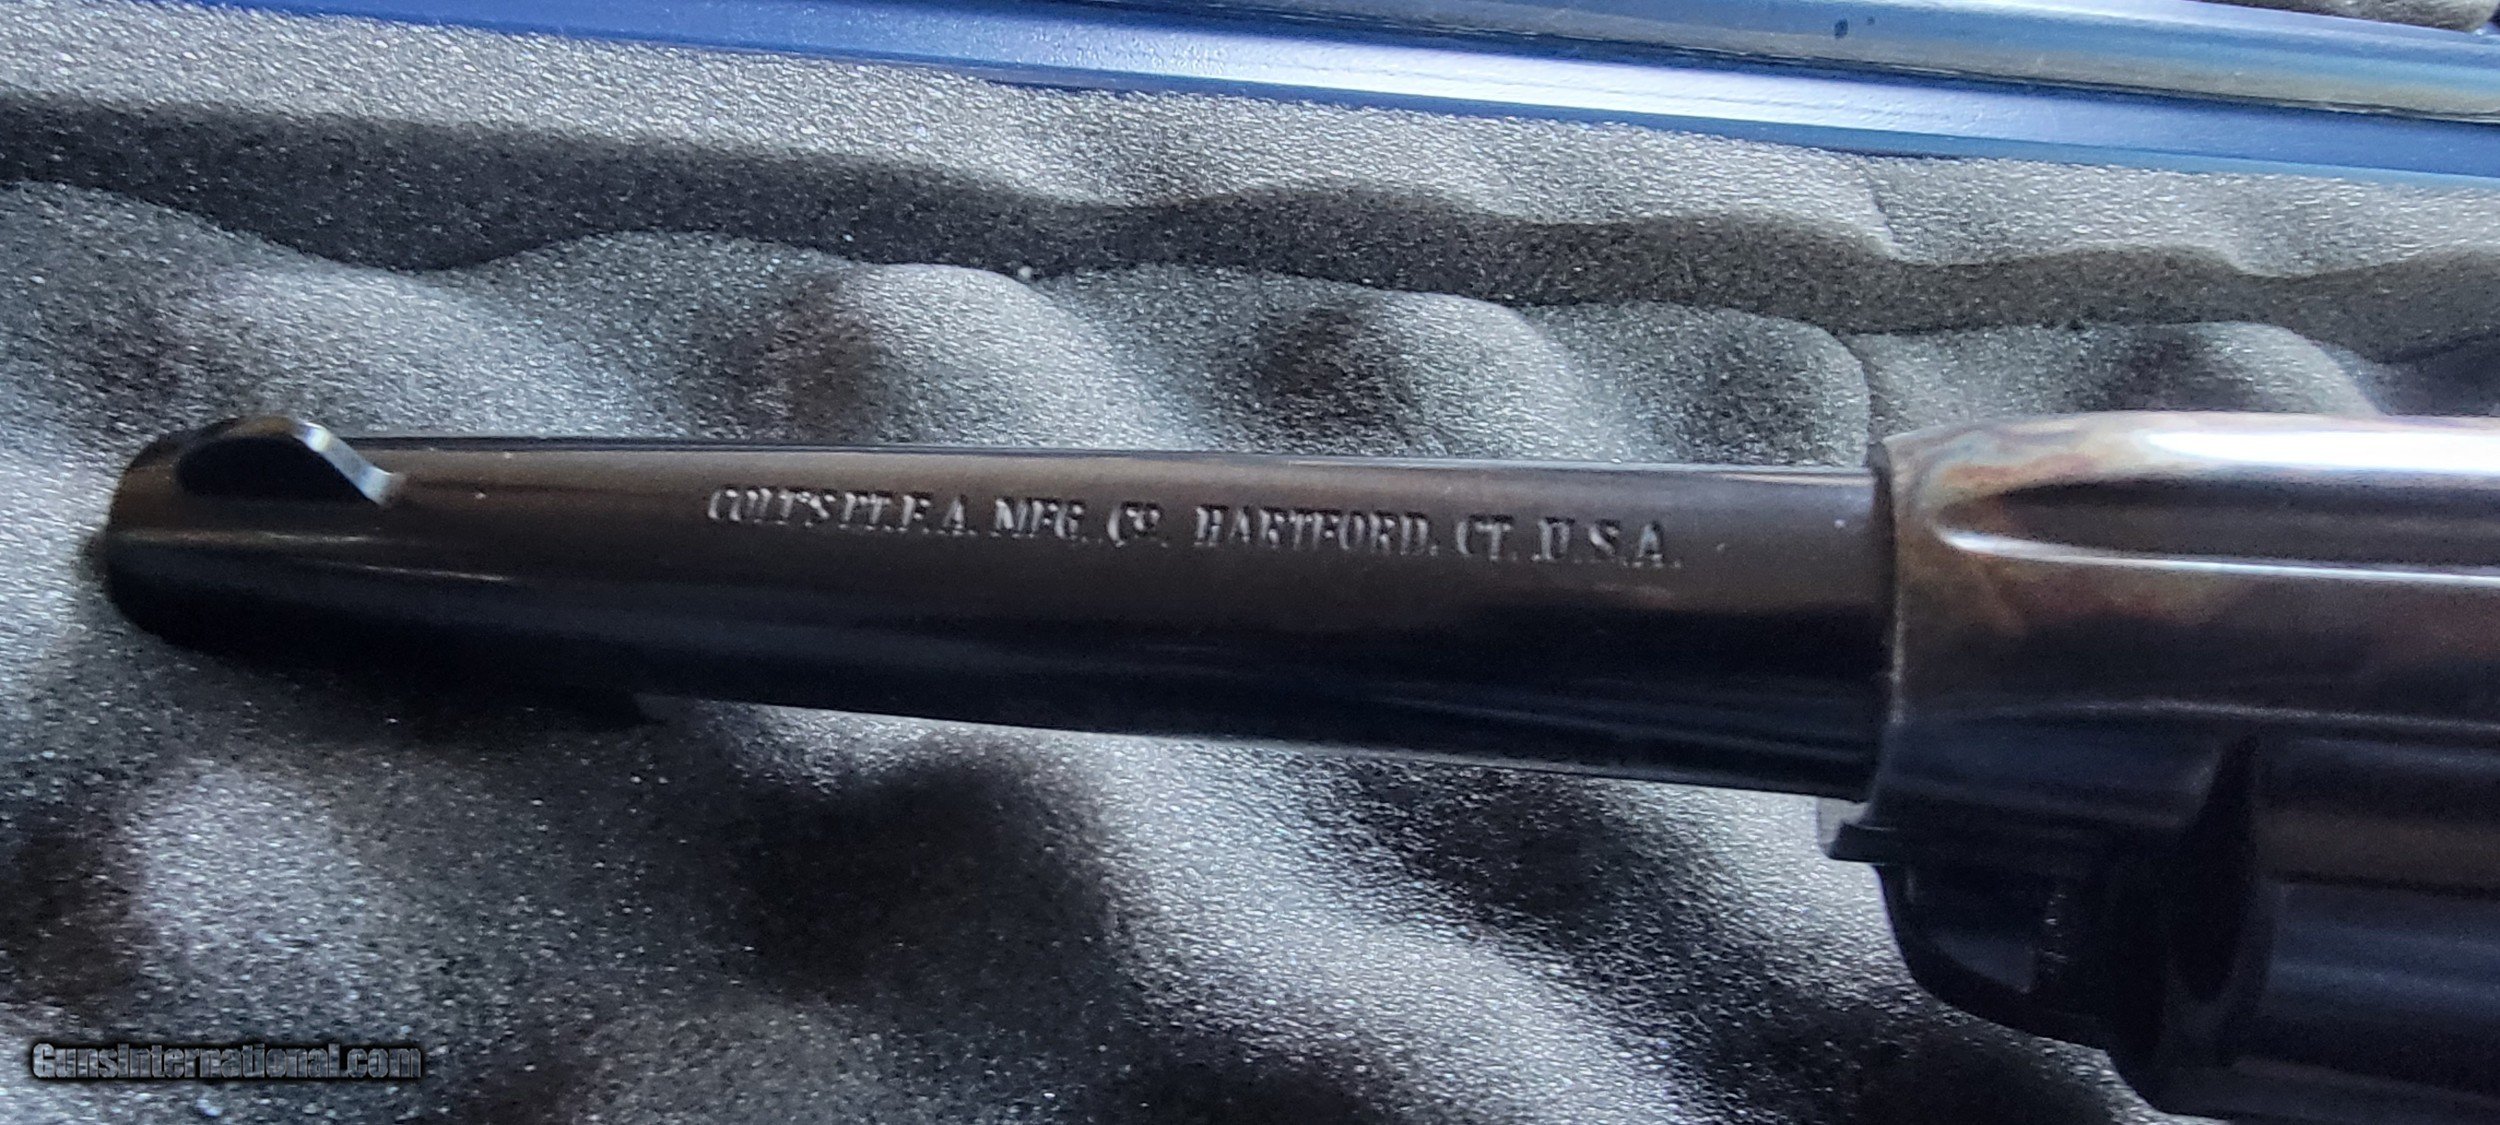 COLT'S PT. F. A. MFG. Co. HARTFORD. CT. U.S.A.
GunsInternational.com